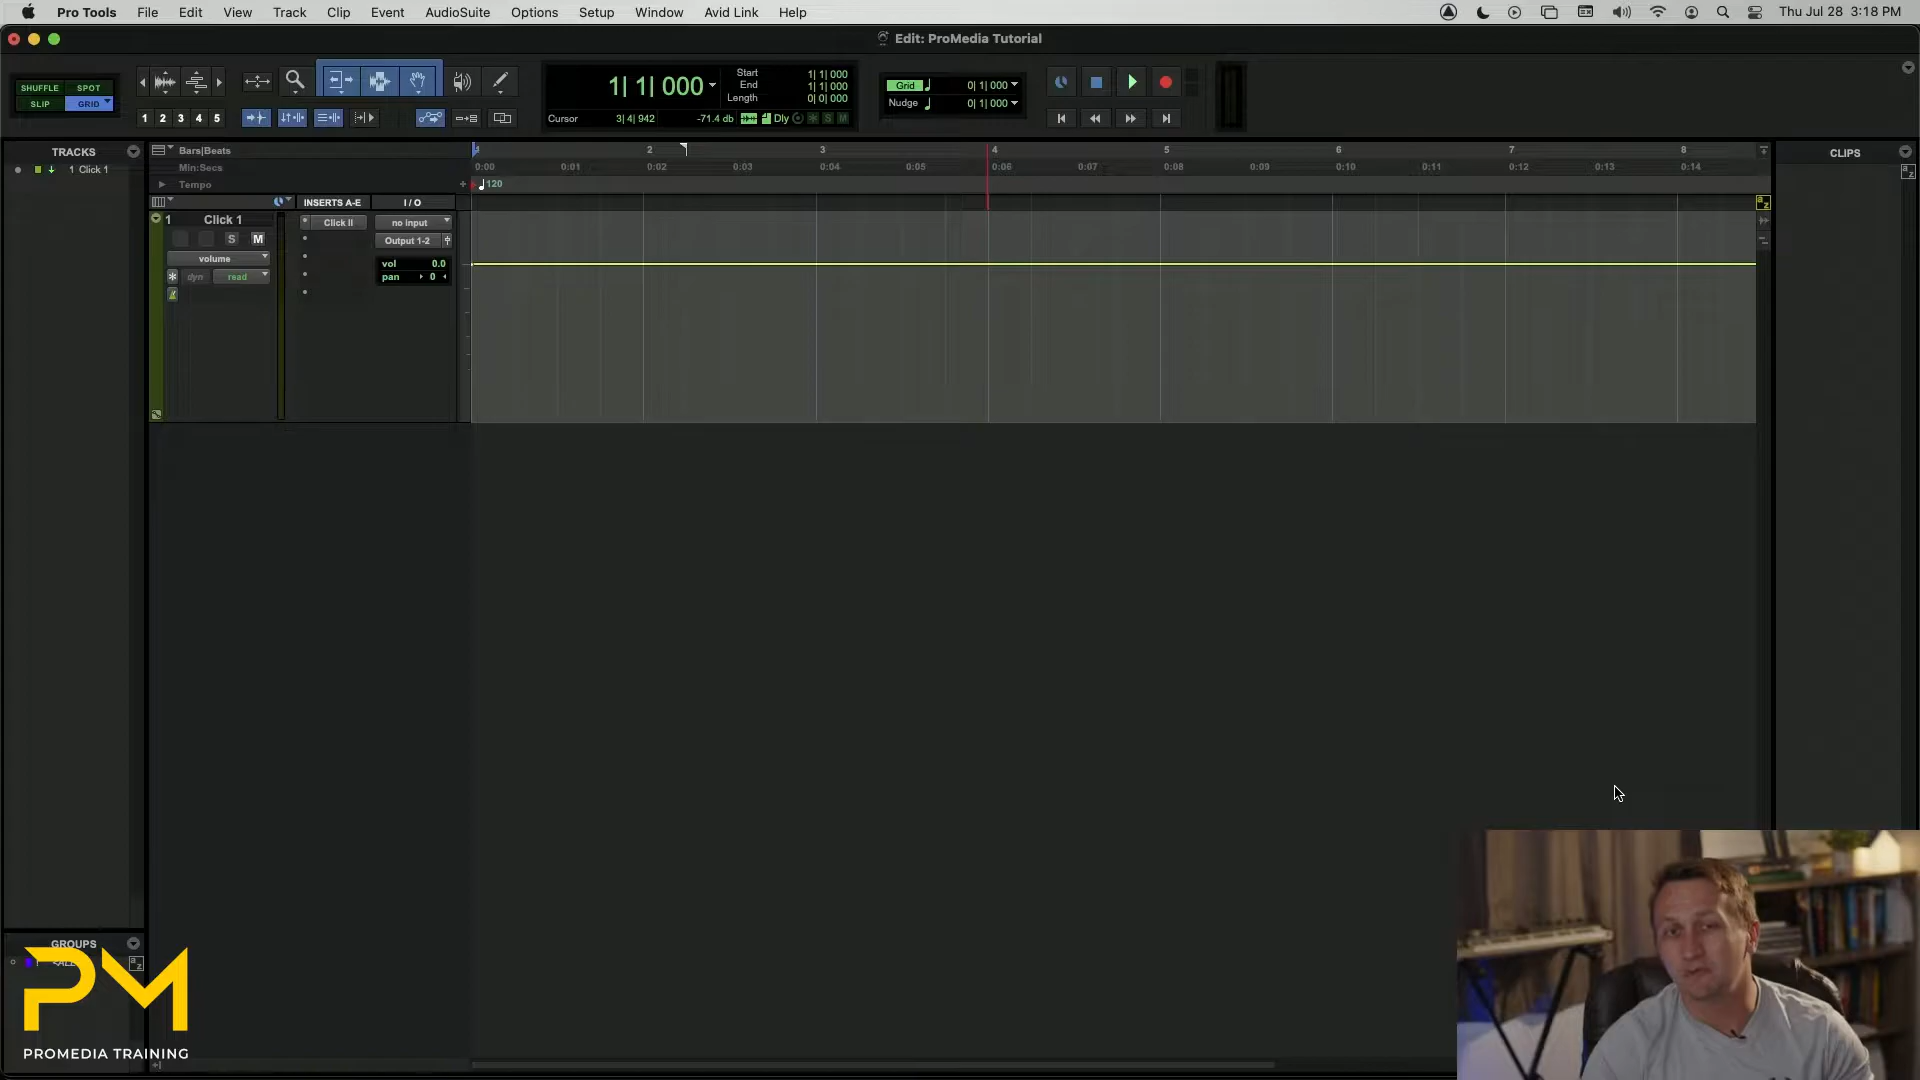 Pro Tools File Edit View Track Clip Event AudioSuite Options Setup Window Avid Link Help Thu Jul 28 3:18 PM
Edit: ProMedia Tutorial
SHUFFLE SPOT
SLIP GRID
1 2 3 4 5
1| 1| 000
Start 1| 1| 000
End 1| 1| 000
Length 0| 0| 000
Cursor 3| 4| 942 -71.4 db Dly S M
Grid 0| 1| 000
Nudge 0| 1| 000
TRACKS
1 Click 1
Bars|Beats 1 2 3 4 5 6 7 8
Min:Secs 0:00 0:01 0:02 0:03 0:04 0:05 0:06 0:07 0:08 0:09 0:10 0:11 0:12 0:13 0:14
Tempo 120
CLIPS
INSERTS A-E I / O
1 Click 1 Click II no input
S M Output 1-2
volume vol 0.0
dyn read pan 0
GROUPS
PM
PROMEDIA TRAINING